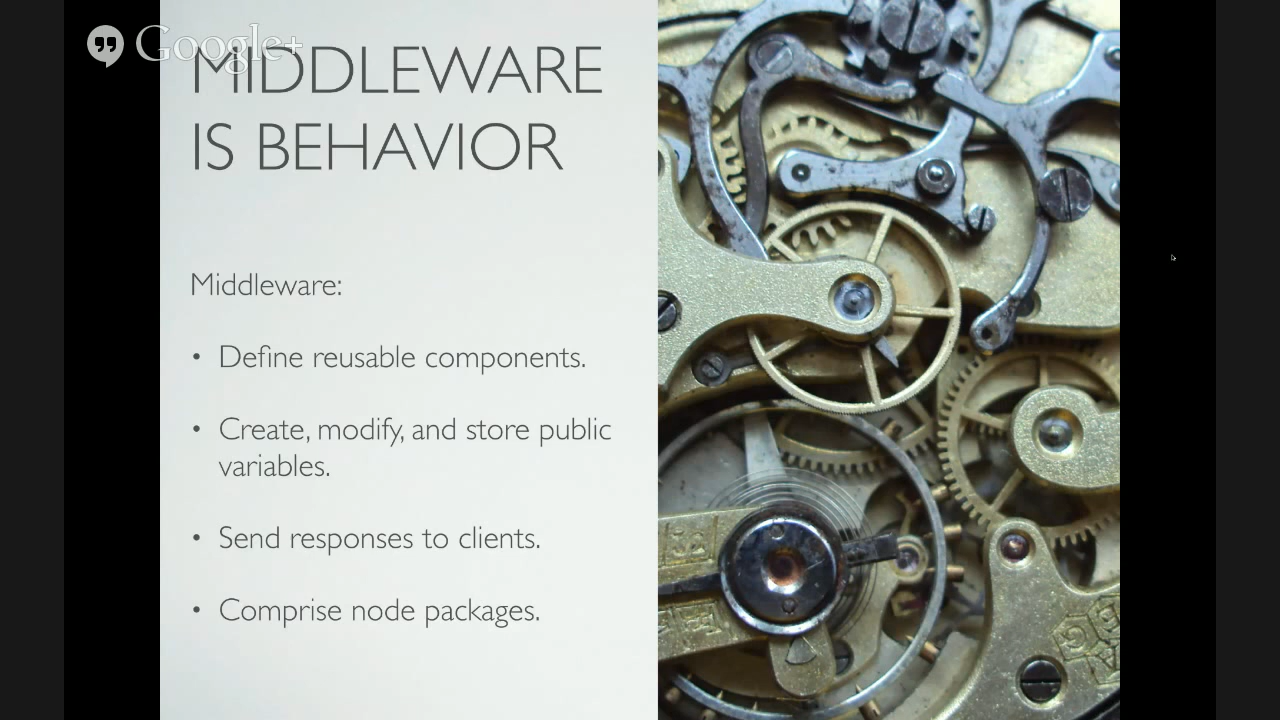 Google+
MIDDLEWARE
IS BEHAVIOR
Middleware:
• Define reusable components.
• Create, modify, and store public
variables.
• Send responses to clients.
• Comprise node packages.